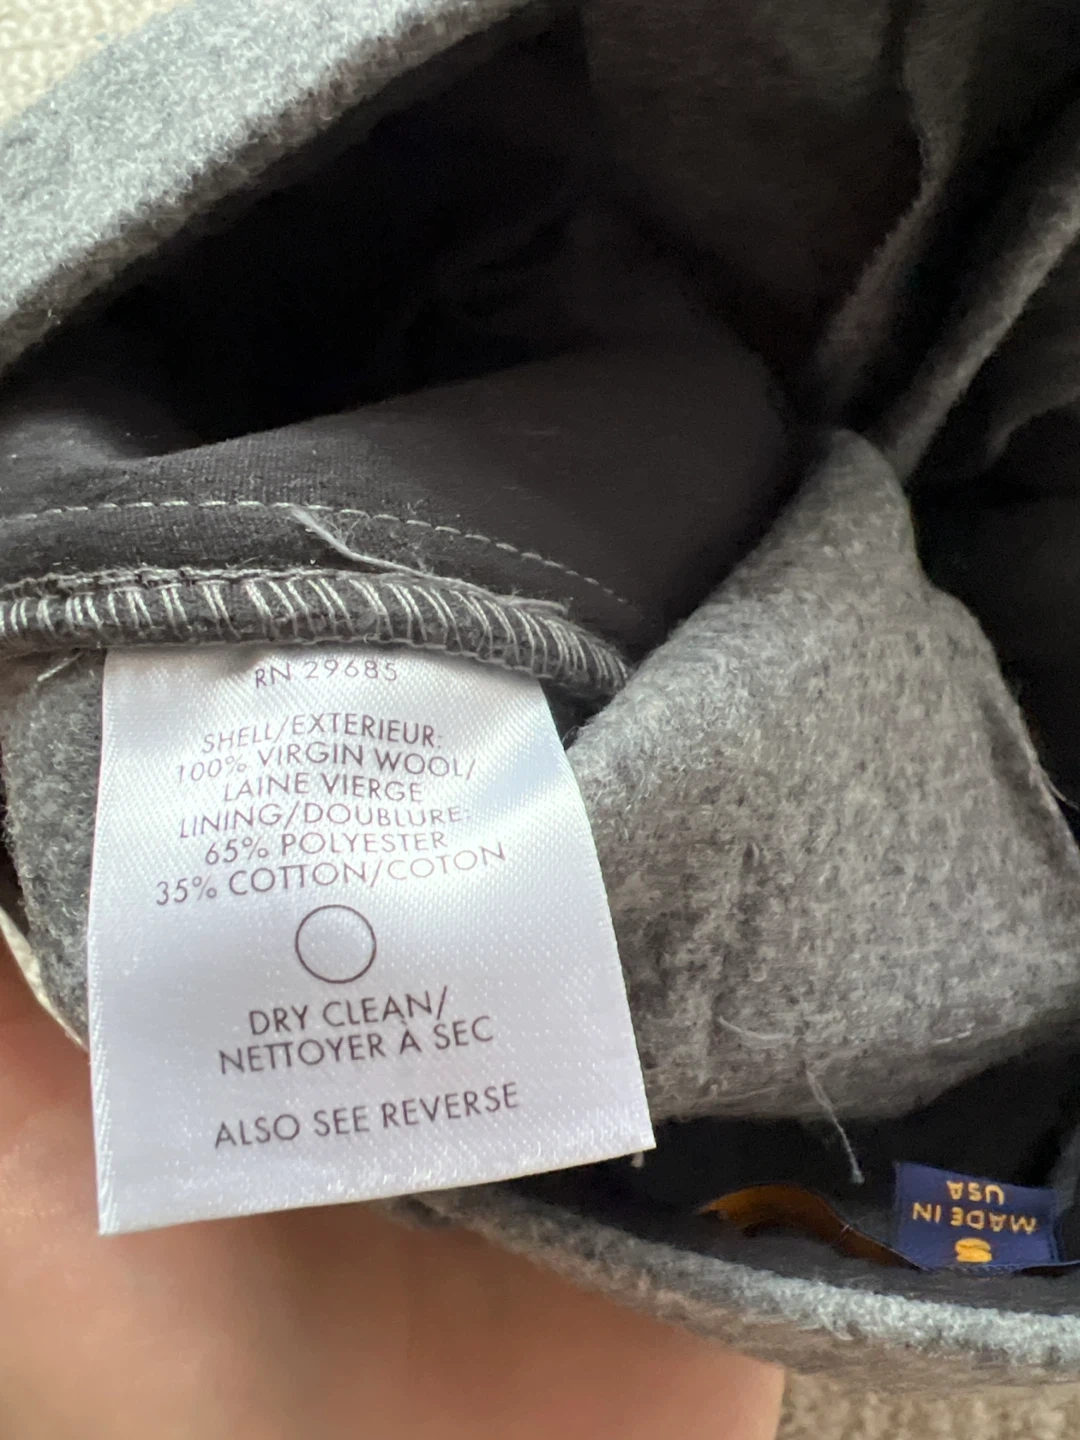 RN 29685
SHELL/EXTERIEUR:
100% VIRGIN WOOL/
LAINE VIERGE
LINING/DOUBLURE:
65% POLYESTER
35% COTTON/COTON
DRY CLEAN/
NETTOYER À SEC
ALSO SEE REVERSE
MADE IN
USA